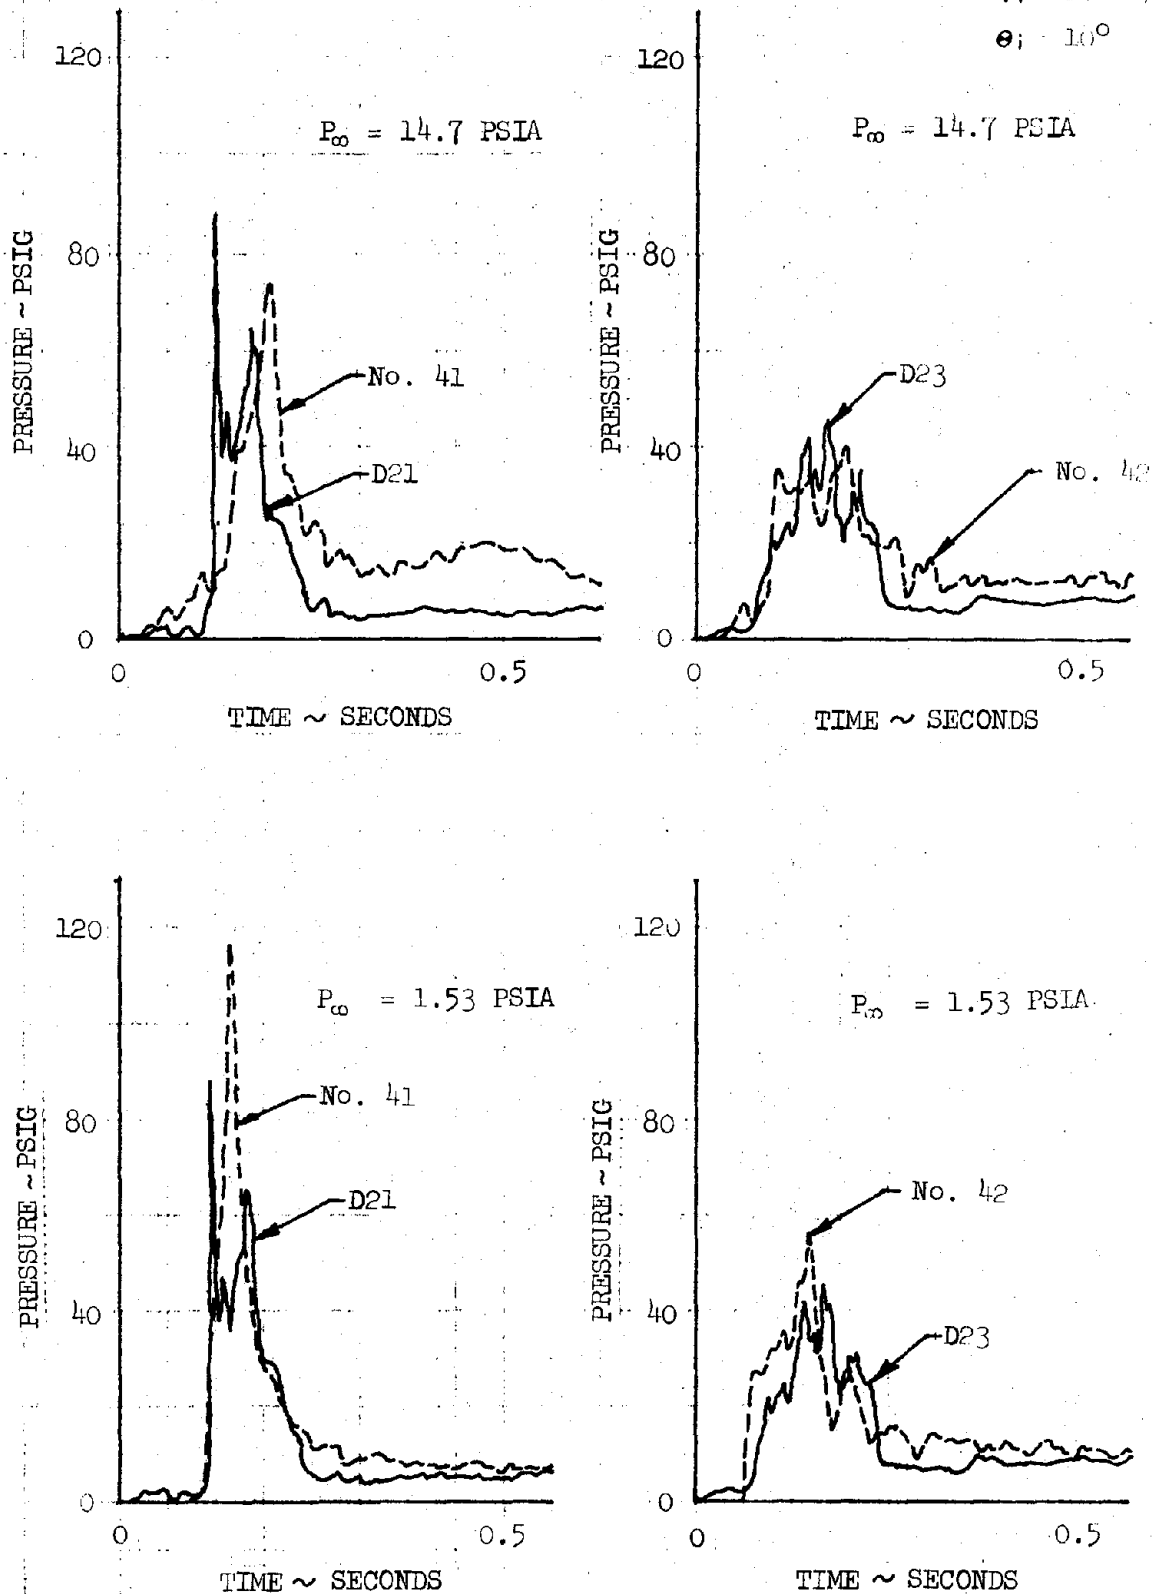 θ; 10°
120
120
P∞ = 14.7 PSIA
P∞ = 14.7 PSIA
PRESSURE ~ PSIG
80
PRESSURE ~ PSIG
80
No. 41
D23
40
40
D21
No. 42
0
0
0
0.5
0
0.5
TIME ~ SECONDS
TIME ~ SECONDS
120
120
P∞ = 1.53 PSIA
P∞ = 1.53 PSIA
PRESSURE ~ PSIG
80
PRESSURE ~ PSIG
80
No. 41
D21
No. 42
40
40
D23
0
0
0
0.5
0
0.5
TIME ~ SECONDS
TIME ~ SECONDS